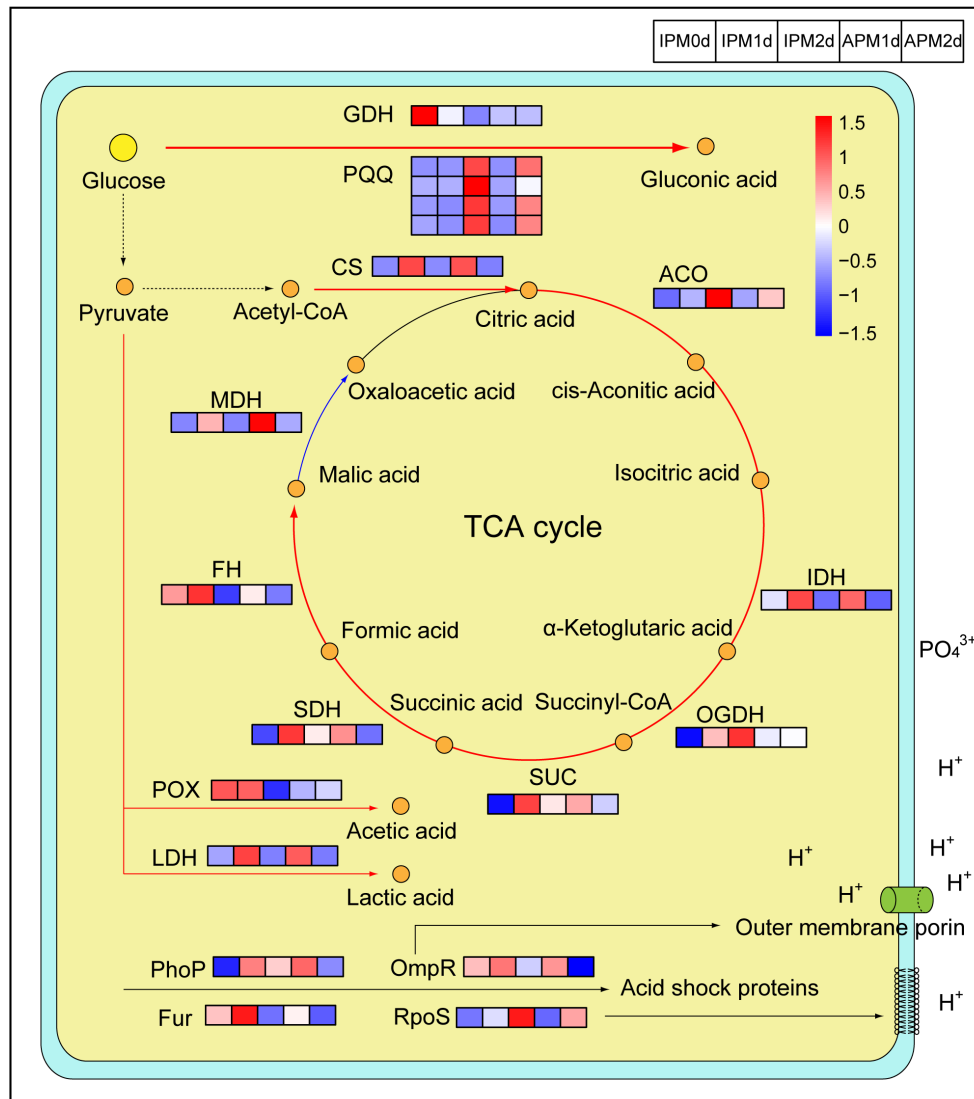 IPM0d IPM1d IPM2d APM1d APM2d
GDH
1.5
1
0.5
0
−0.5
−1
−1.5
Glucose
PQQ
Gluconic acid
CS
ACO
Pyruvate
Acetyl-CoA
Citric acid
Oxaloacetic acid
cis-Aconitic acid
MDH
Malic acid
Isocitric acid
TCA cycle
FH
IDH
Formic acid
α-Ketoglutaric acid
PO₄³⁺
Succinic acid
Succinyl-CoA
SDH
OGDH
POX
SUC
H⁺
Acetic acid
LDH
H⁺
H⁺
Lactic acid
H⁺
H⁺
Outer membrane porin
PhoP
OmpR
Acid shock proteins
H⁺
Fur
RpoS